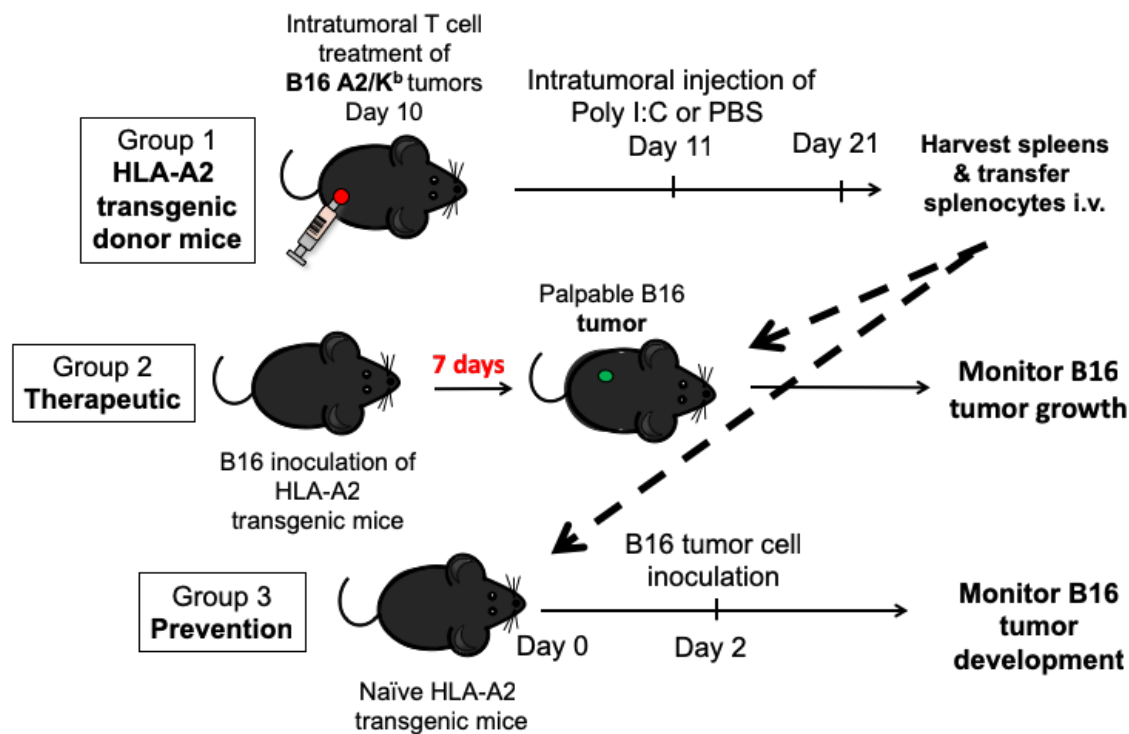 Intratumoral T cell
treatment of
B16 A2/Kᵇ tumors
Day 10
Group 1
HLA-A2
transgenic
donor mice
Intratumoral injection of
Poly I:C or PBS
Day 11
Day 21
Harvest spleens
& transfer
splenocytes i.v.
Group 2
Therapeutic
7 days
Palpable B16
tumor
Monitor B16
tumor growth
B16 inoculation of
HLA-A2
transgenic mice
Group 3
Prevention
B16 tumor cell
inoculation
Day 0
Day 2
Monitor B16
tumor
development
Naïve HLA-A2
transgenic mice